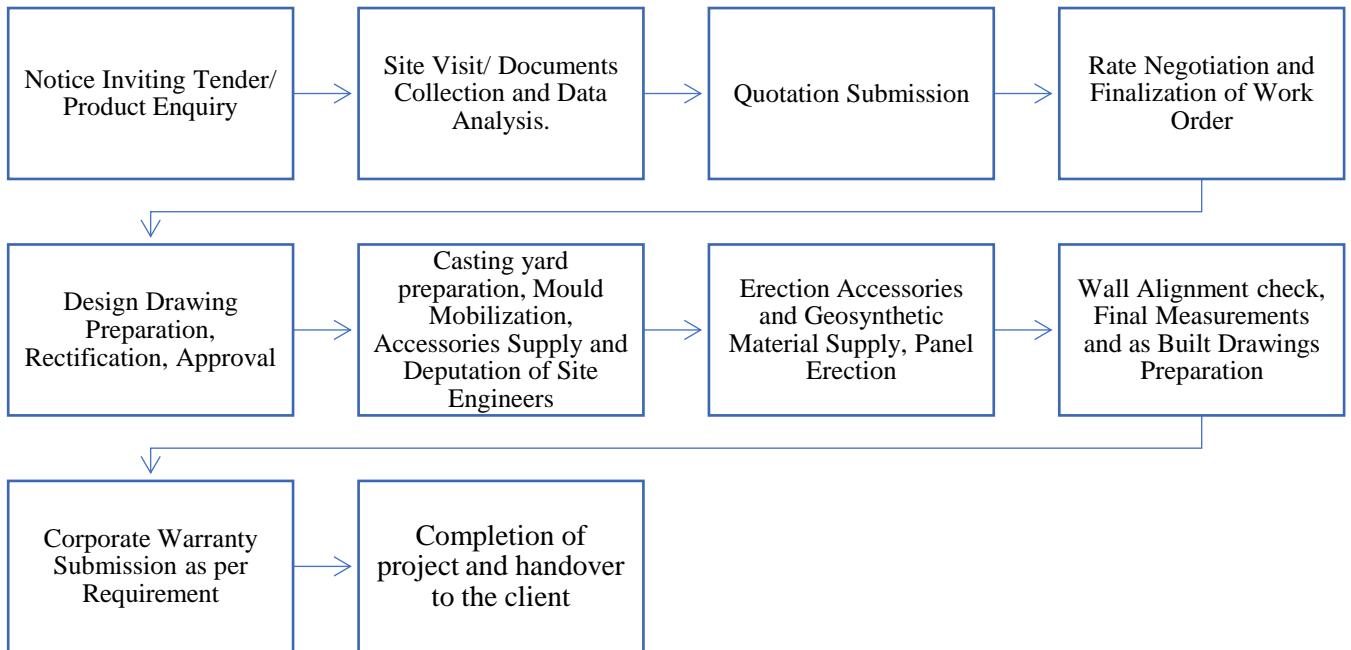 Notice Inviting Tender/
Product Enquiry
Site Visit/ Documents
Collection and Data
Analysis.
Quotation Submission
Rate Negotiation and
Finalization of Work
Order
Design Drawing
Preparation,
Rectification, Approval
Casting yard
preparation, Mould
Mobilization,
Accessories Supply and
Deputation of Site
Engineers
Erection Accessories
and Geosynthetic
Material Supply, Panel
Erection
Wall Alignment check,
Final Measurements
and as Built Drawings
Preparation
Corporate Warranty
Submission as per
Requirement
Completion of
project and handover
to the client